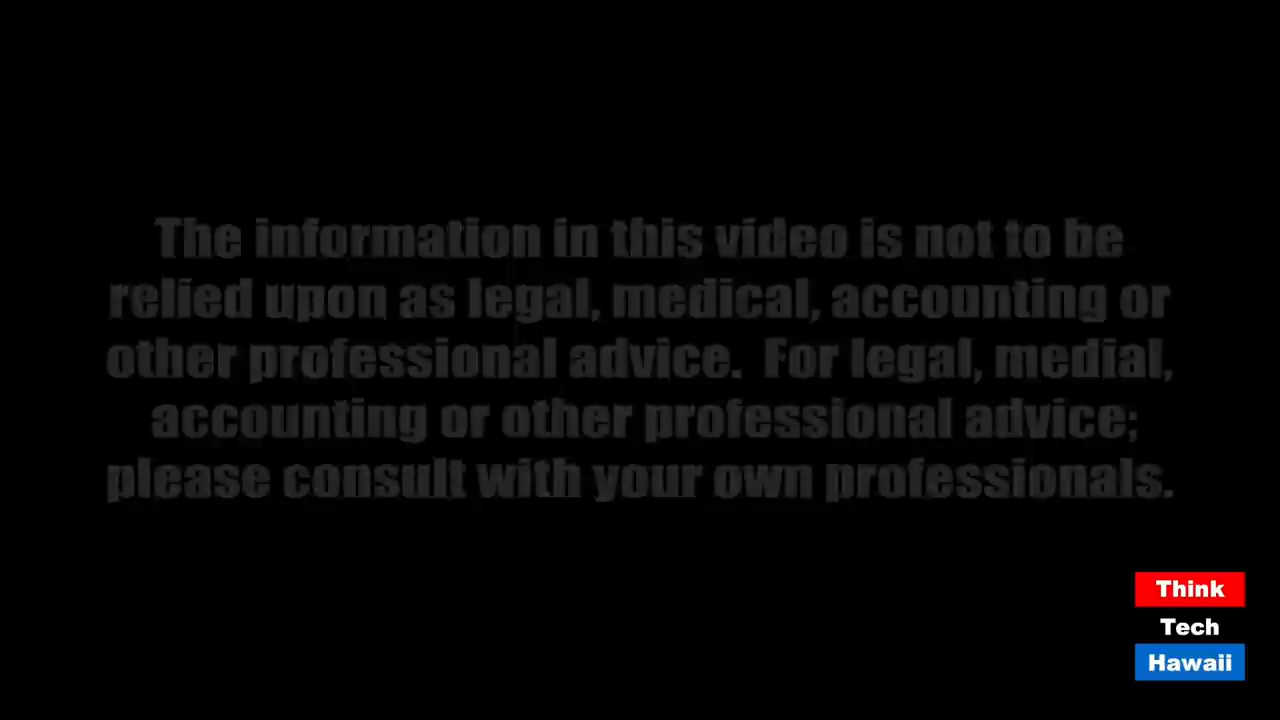 The information in this video is not to be
relied upon as legal, medical, accounting or
other professional advice.  For legal, medial,
accounting or other professional advice;
please consult with your own professionals.
Think
Tech
Hawaii